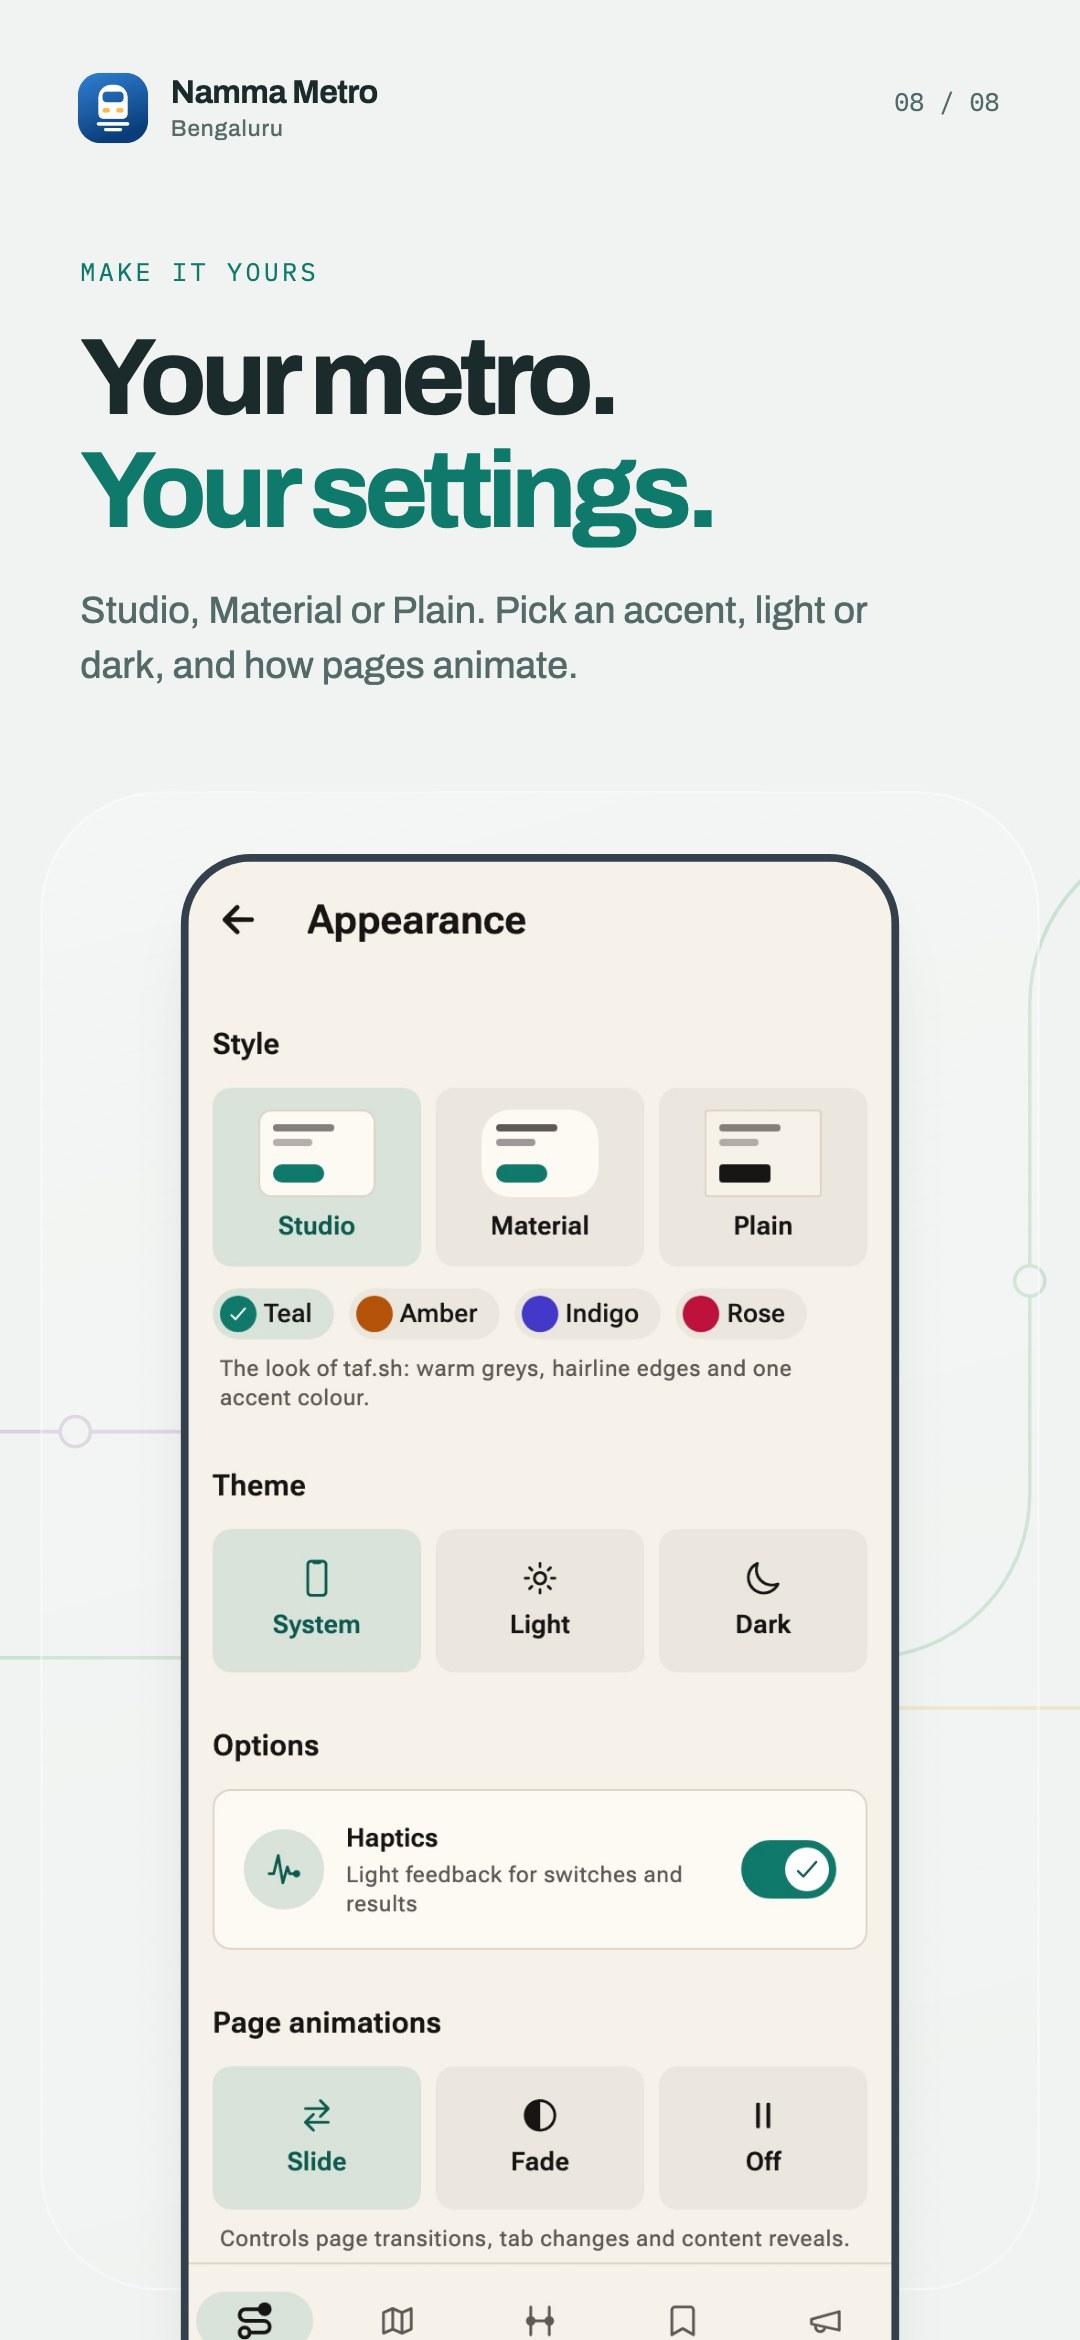 Namma Metro
Bengaluru
08 / 08
MAKE IT YOURS
Your metro.
Your settings.
Studio, Material or Plain. Pick an accent, light or
dark, and how pages animate.
Appearance
Style
Studio
Material
Plain
Teal
Amber
Indigo
Rose
The look of taf.sh: warm greys, hairline edges and one
accent colour.
Theme
System
Light
Dark
Options
Haptics
Light feedback for switches and
results
Page animations
Slide
Fade
Off
Controls page transitions, tab changes and content reveals.